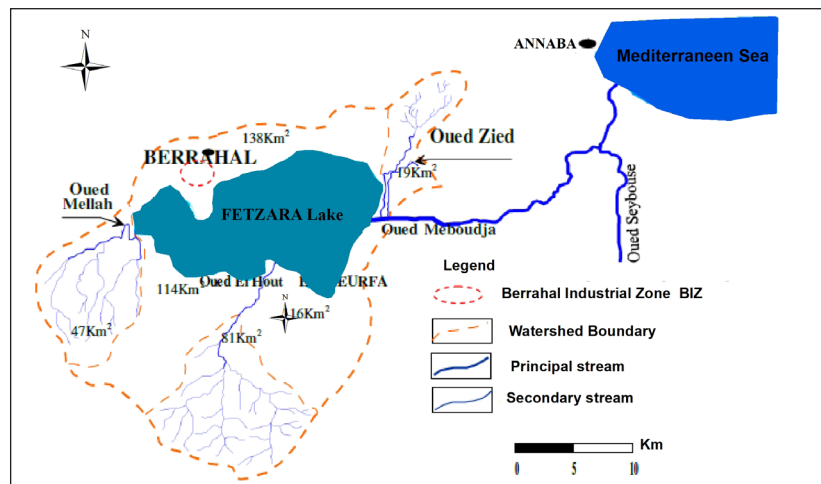 N
ANNABA
Mediterraneen Sea
138Km²
Oued Zied
BERRAHAL
19Km²
Oued
Mellah
FETZARA Lake
Oued Meboudja
Oued Seybouse
Legend
Oued El Hout
EURFA
114Km²
Berrahal Industrial Zone BIZ
N
16Km²
47Km²
81Km²
Watershed Boundary
Principal stream
Secondary stream
Km
0 5 10